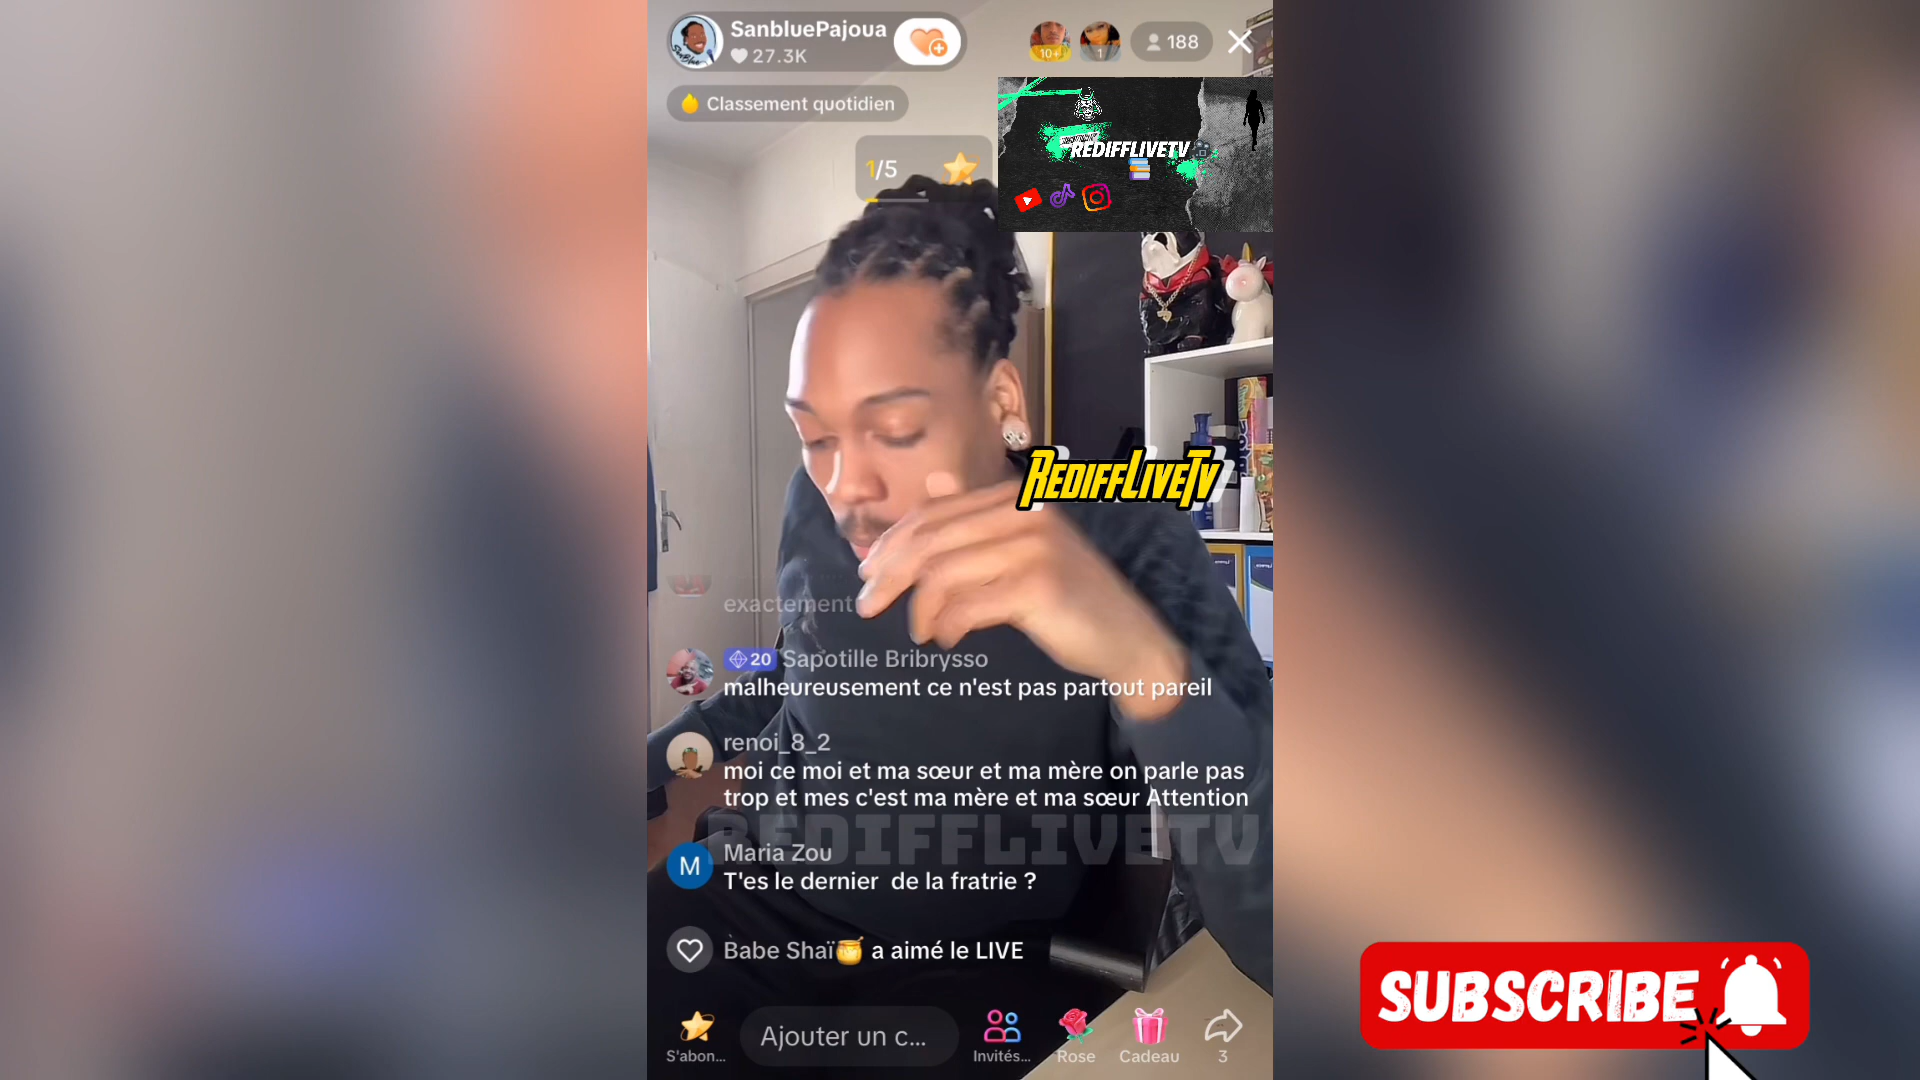 SanbluePajoua
27.3K
10+
1
188
Classement quotidien
1/5
REDIFFLIVETV
REDIFFLIVETV
exactement
20 Sapotille Bribrysso
malheureusement ce n'est pas partout pareil
renoi_8_2
moi ce moi et ma sœur et ma mère on parle pas
trop et mes c'est ma mère et ma sœur Attention
REDIFFLIVETV
M
Maria Zou
T'es le dernier de la fratrie ?
Babe Shaï🍯 a aimé le LIVE
SUBSCRIBE
Ajouter un c...
S'abon...
Invités...
Rose
Cadeau
3